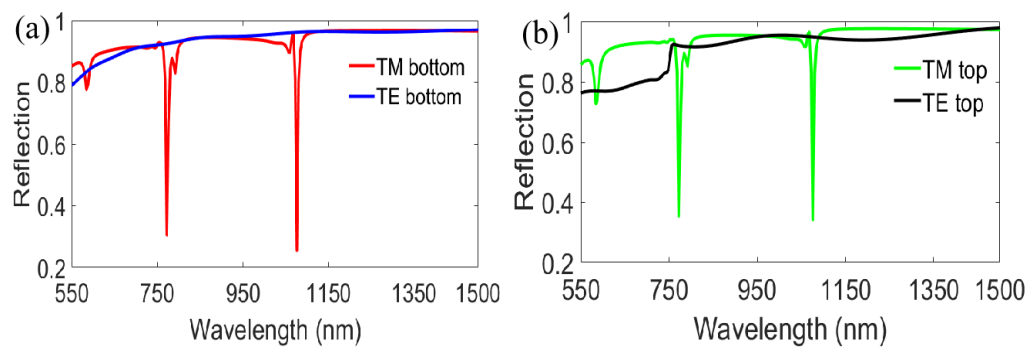 (a)
1
0.8
0.6
0.4
0.2
Reflection
TM bottom
TE bottom
550 750 950 1150 1350 1500
Wavelength (nm)
(b)
1
0.8
0.6
0.4
0.2
Reflection
TM top
TE top
550 750 950 1150 1350 1500
Wavelength (nm)